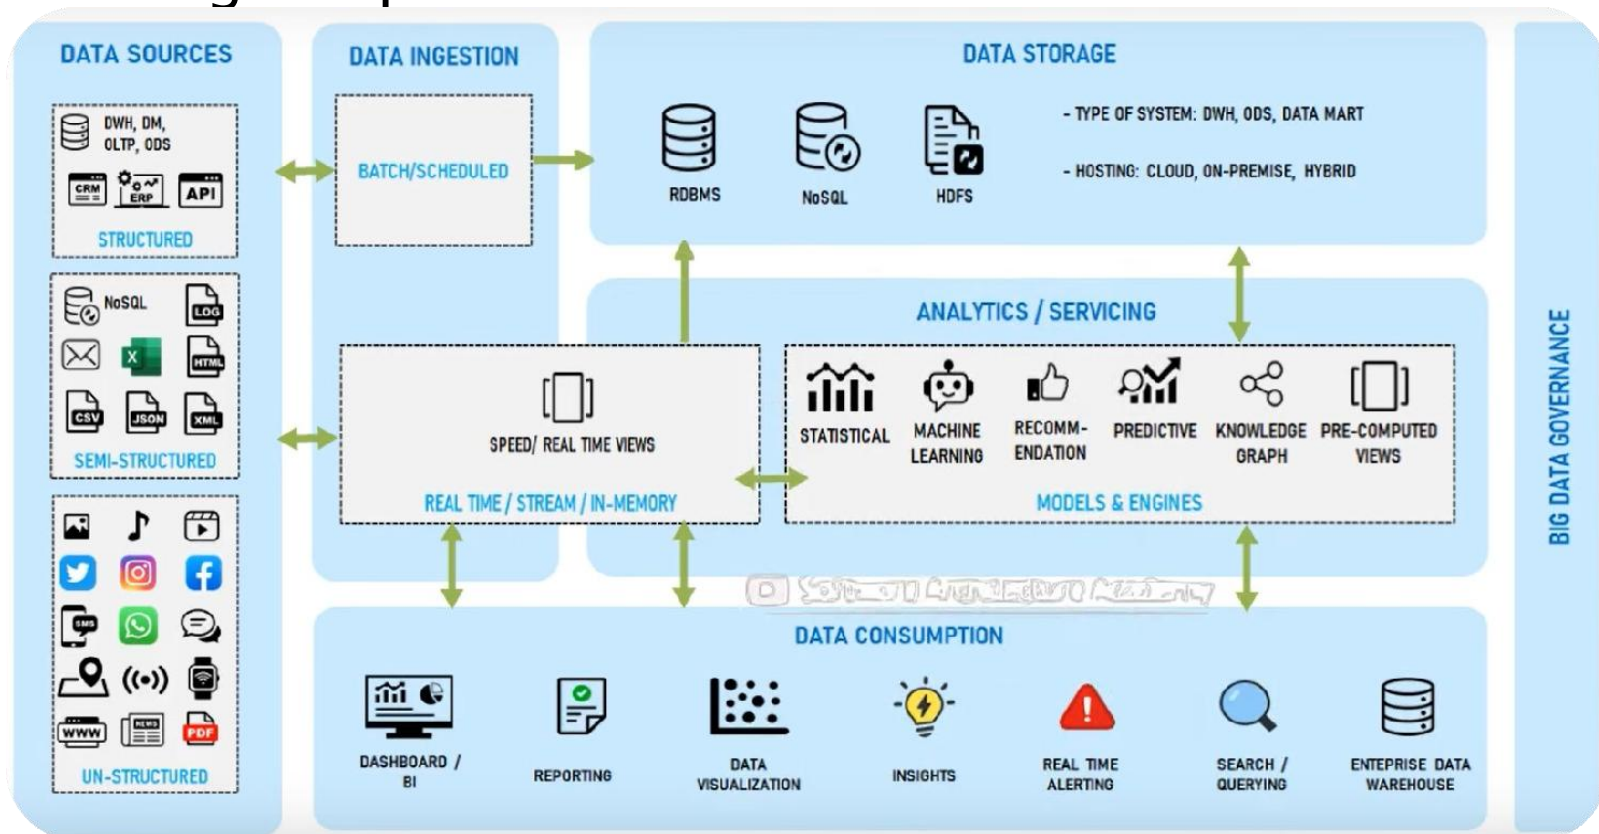 DATA SOURCES
DWH, DM,
OLTP, ODS
CRM
ERP
API
STRUCTURED
NoSQL
LOG
X
HTML
CSV
JSON
XML
SEMI-STRUCTURED
SMS
WWW
NEWS
PDF
UN-STRUCTURED
DATA INGESTION
BATCH/SCHEDULED
SPEED/ REAL TIME VIEWS
REAL TIME / STREAM / IN-MEMORY
DATA STORAGE
RDBMS
NoSQL
HDFS
- TYPE OF SYSTEM: DWH, ODS, DATA MART
- HOSTING: CLOUD, ON-PREMISE, HYBRID
ANALYTICS / SERVICING
STATISTICAL
MACHINE
LEARNING
RECOMM-
ENDATION
PREDICTIVE
KNOWLEDGE
GRAPH
PRE-COMPUTED
VIEWS
MODELS & ENGINES
DATA CONSUMPTION
DASHBOARD /
BI
REPORTING
DATA
VISUALIZATION
INSIGHTS
REAL TIME
ALERTING
SEARCH /
QUERYING
ENTEPRISE DATA
WAREHOUSE
BIG DATA GOVERNANCE